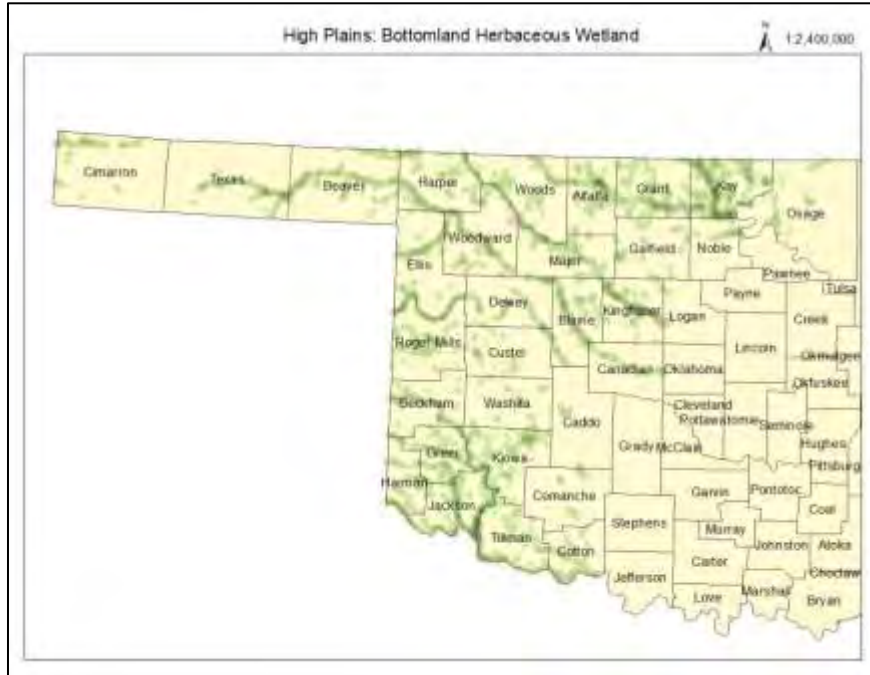 High Plains: Bottomland Herbaceous Wetland
N
1:2,400,000
Cimarron
Texas
Beaver
Harper
Woods
Alfalfa
Grant
Kay
Osage
Woodward
Ellis
Major
Garfield
Noble
Pawnee
Tulsa
Dewey
Blaine
Kingfisher
Logan
Payne
Creek
Roger Mills
Custer
Canadian
Oklahoma
Lincoln
Okmulgee
Okfuskee
Beckham
Washita
Caddo
Grady
McClain
Cleveland
Pottawatomie
Seminole
Hughes
Pittsburg
Greer
Kiowa
Harmon
Jackson
Comanche
Garvin
Pontotoc
Coal
Tillman
Cotton
Stephens
Murray
Johnston
Atoka
Jefferson
Carter
Choctaw
Love
Marshall
Bryan